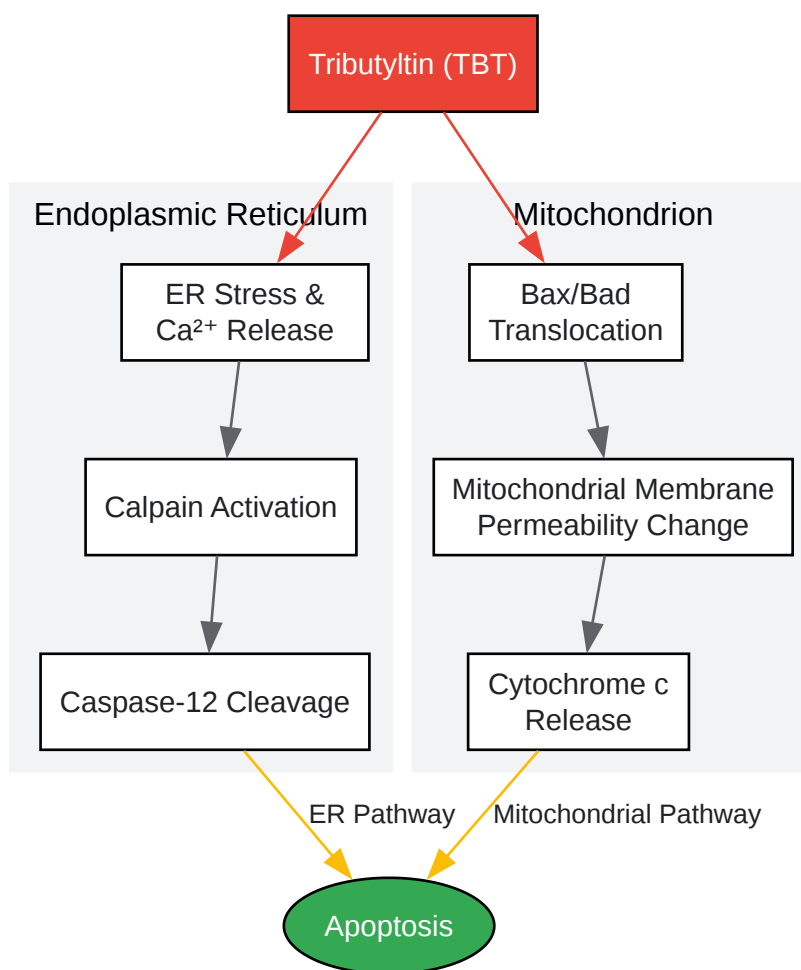 Tributyltin (TBT)
Endoplasmic Reticulum
Mitochondrion
ER Stress &
Ca²⁺ Release
Bax/Bad
Translocation
Calpain Activation
Mitochondrial Membrane
Permeability Change
Caspase-12 Cleavage
Cytochrome c
Release
ER Pathway
Mitochondrial Pathway
Apoptosis